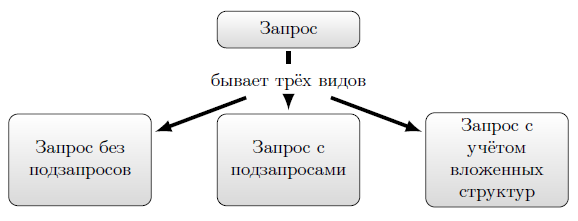 Запрос
бывает трёх видов
Запрос без
подзапросов
Запрос с
подзапросами
Запрос с
учётом
вложенных
структур